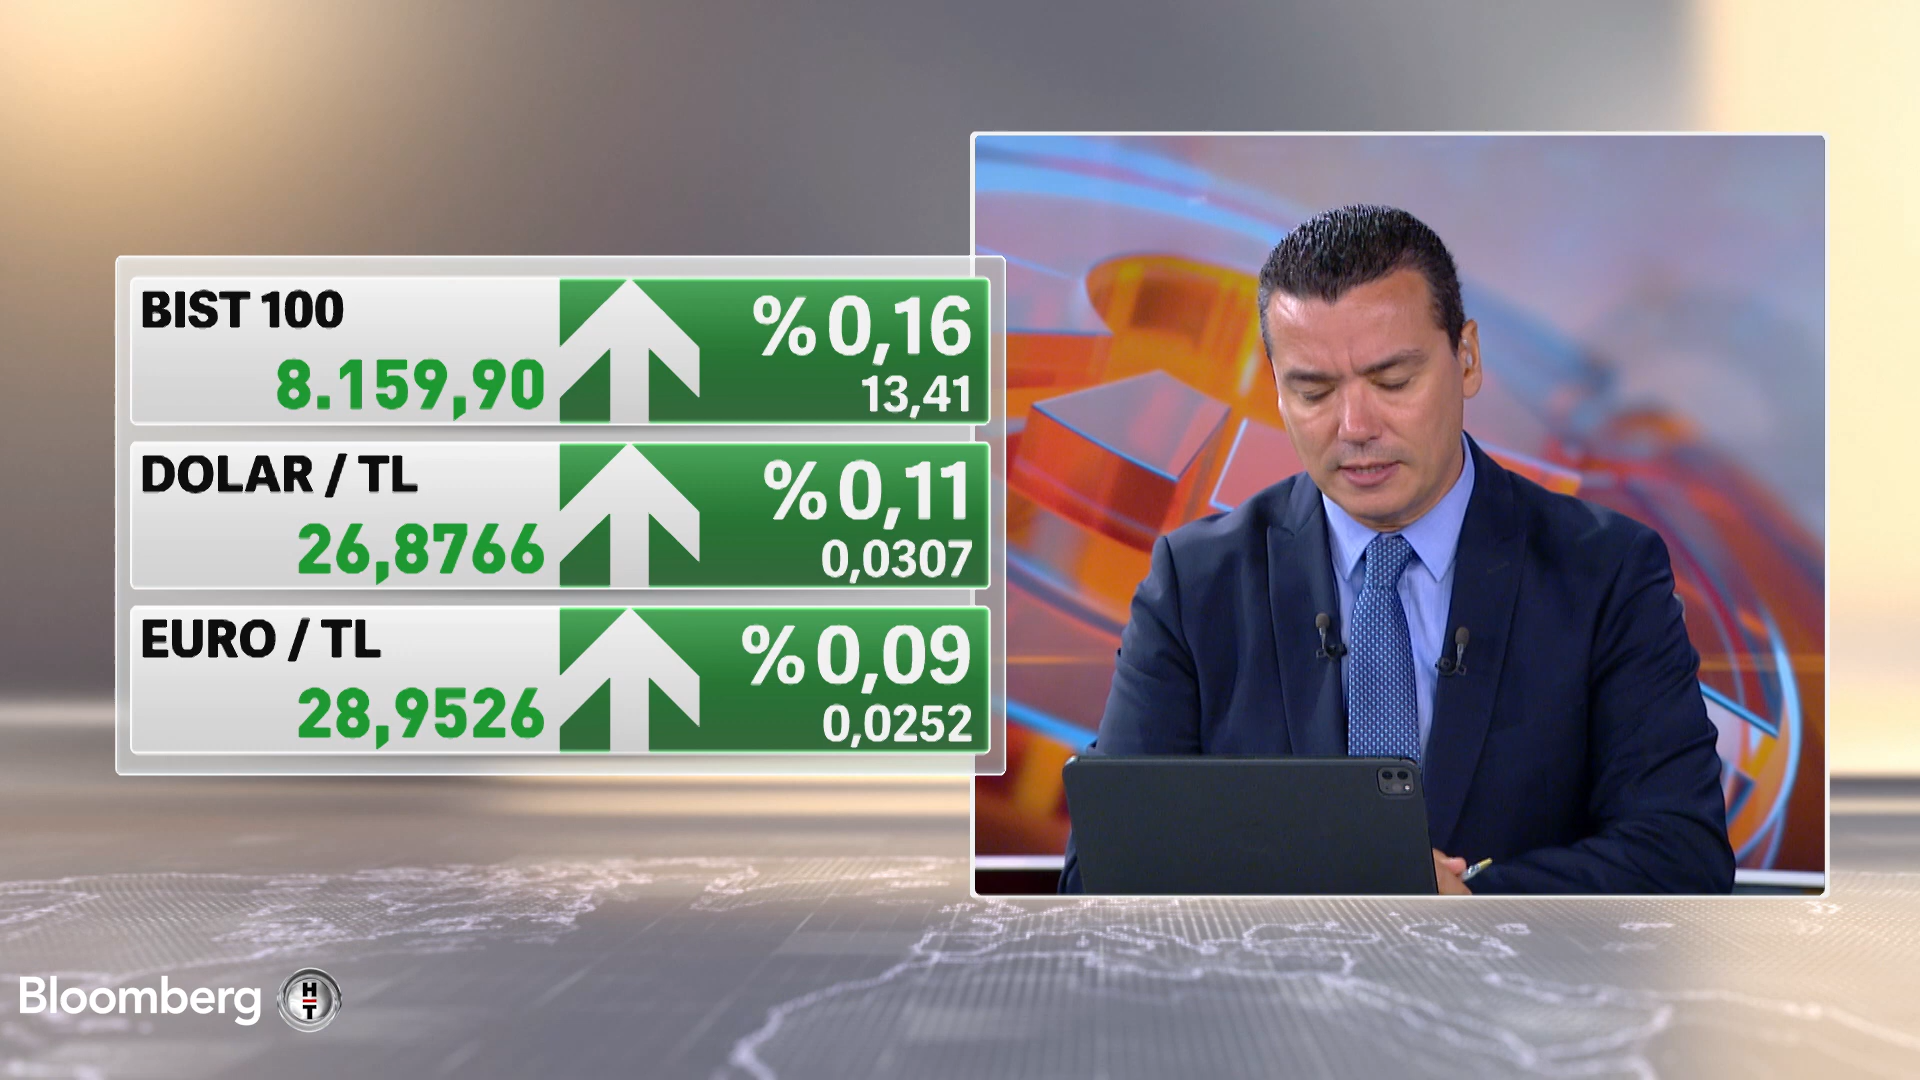 BIST 100
8.159,90
%0,16
13,41
DOLAR / TL
26,8766
%0,11
0,0307
EURO / TL
28,9526
%0,09
0,0252
Bloomberg HT